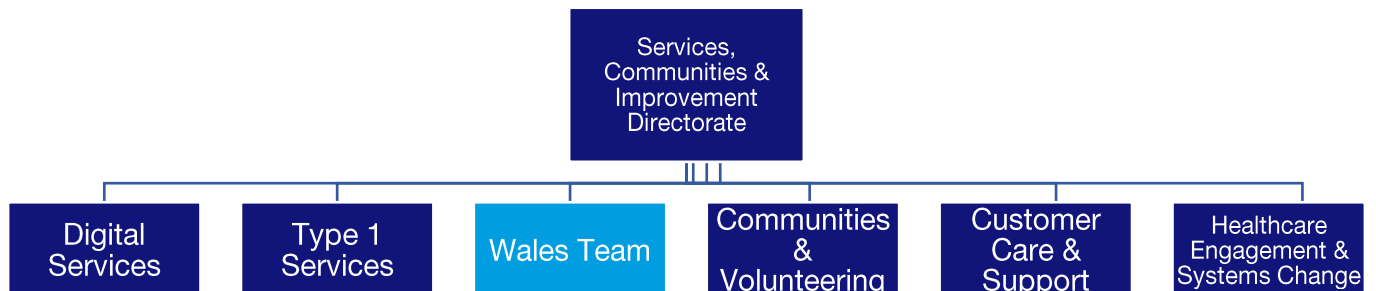 Services,
Communities &
Improvement
Directorate
Digital
Services
Type 1
Services
Wales Team
Communities
&
Volunteering
Customer
Care &
Support
Healthcare
Engagement &
Systems Change